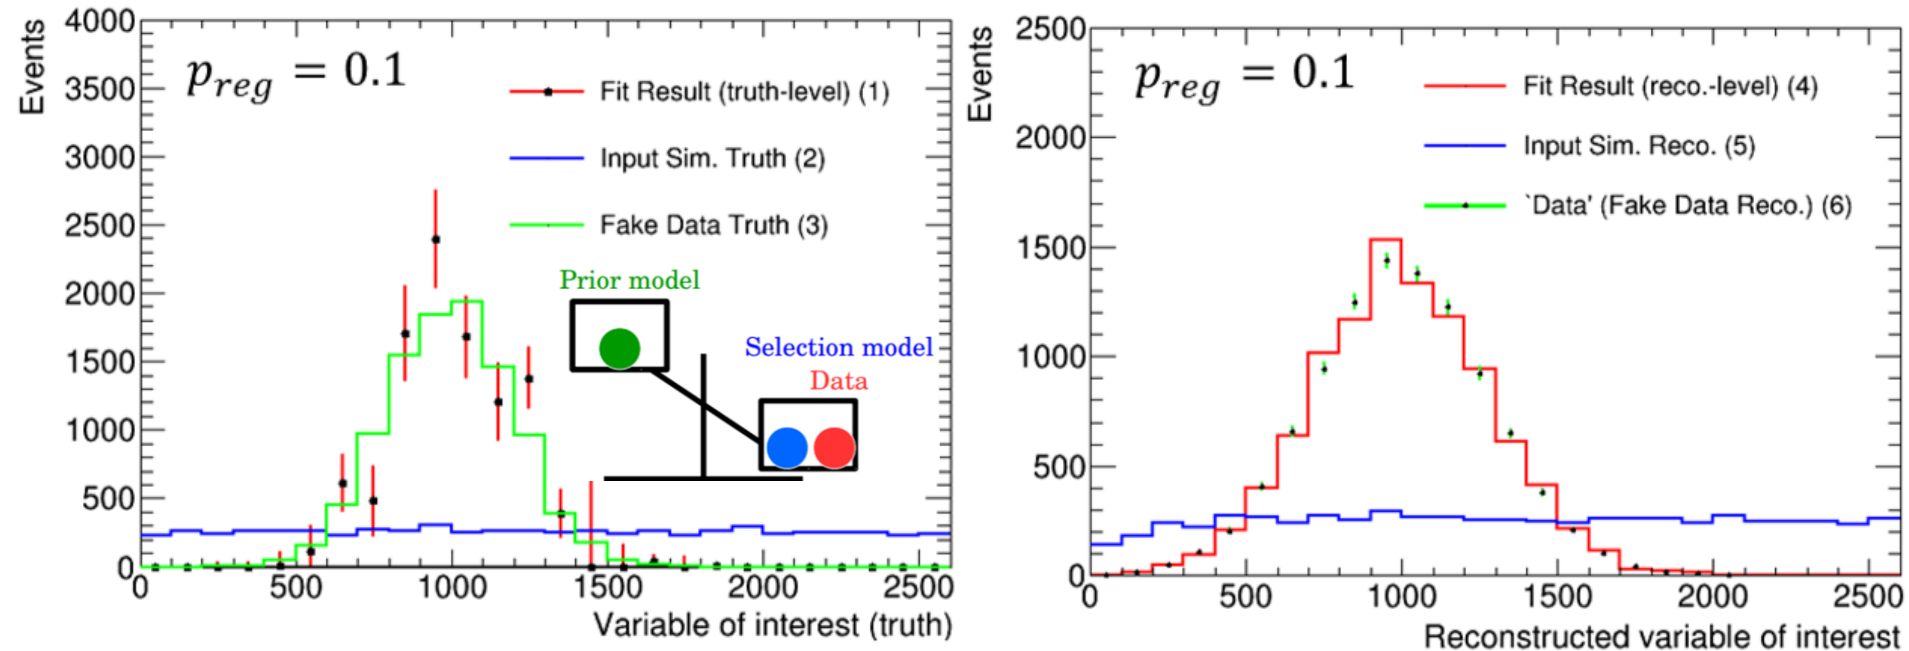 Events
4000
3500
3000
2500
2000
1500
1000
500
0
p_reg = 0.1
Fit Result (truth-level) (1)
Input Sim. Truth (2)
Fake Data Truth (3)
Prior model
Selection model
Data
0 500 1000 1500 2000 2500
Variable of interest (truth)
Events
2500
2000
1500
1000
500
0
p_reg = 0.1
Fit Result (reco.-level) (4)
Input Sim. Reco. (5)
`Data' (Fake Data Reco.) (6)
0 500 1000 1500 2000 2500
Reconstructed variable of interest